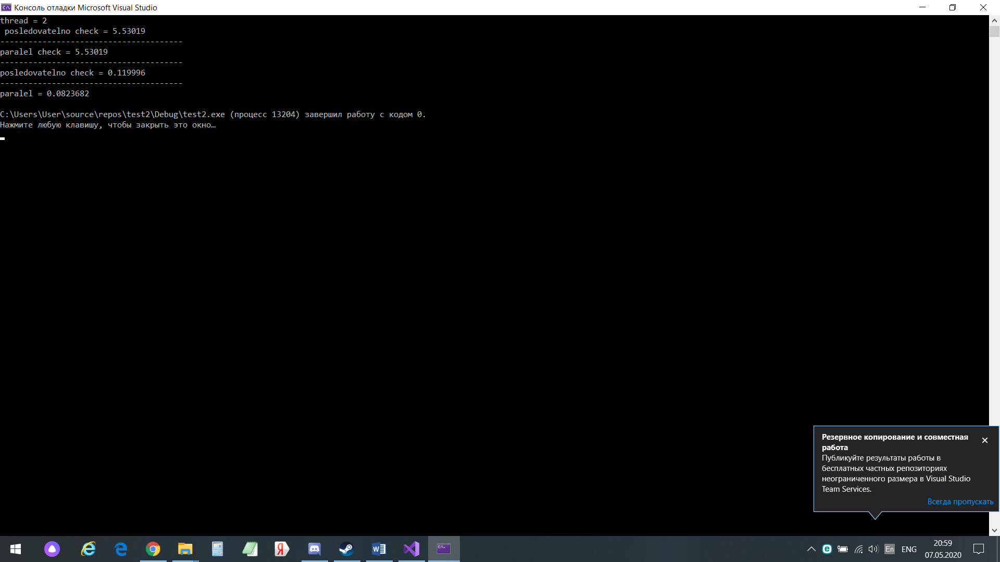 Консоль отладки Microsoft Visual Studio
thread = 2
 posledovatelno check = 5.53019
---------------------------------------
paralel check = 5.53019
---------------------------------------
posledovatelno check = 0.119996
---------------------------------------
paralel = 0.0823682
C:\Users\User\source\repos\test2\Debug\test2.exe (процесс 13204) завершил работу с кодом 0.
Нажмите любую клавишу, чтобы закрыть это окно…
Резервное копирование и совместная
работа
Публикуйте результаты работы в
бесплатных частных репозиториях
неограниченного размера в Visual Studio
Team Services.
Всегда пропускать
En ENG
20:59
07.05.2020